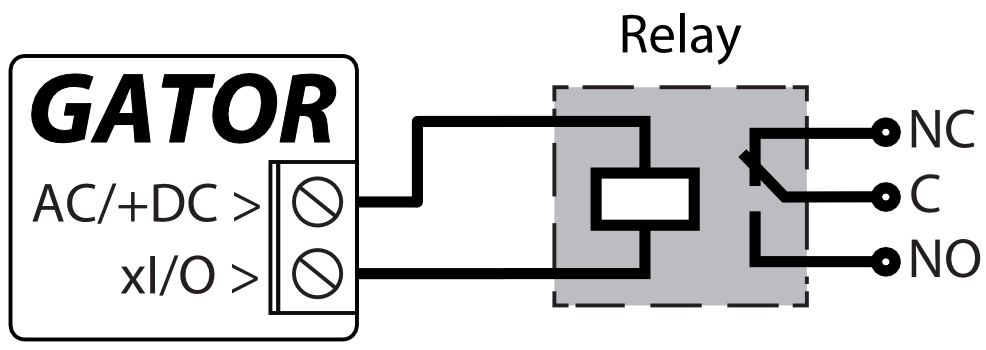 Relay
GATOR
AC/+DC >
xI/O >
NC
C
NO